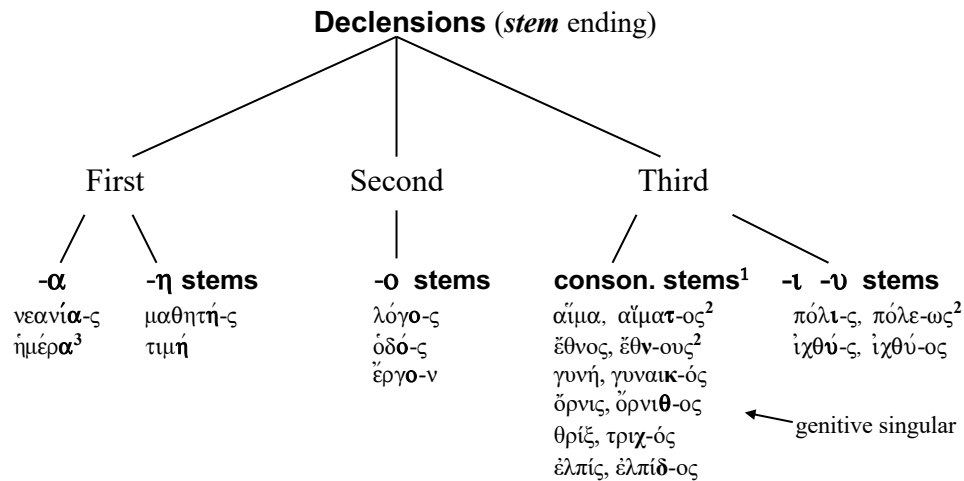 Declensions (stem ending)
First Second Third
-α -η stems -ο stems conson. stems¹ -ι -υ stems
νεανία-ς μαθητή-ς λόγο-ς αἷμα, αἵματ-ος² πόλι-ς, πόλε-ως²
ἡμέρα³ τιμή ὁδό-ς ἔθνος, ἔθν-ους² ἰχθύ-ς, ἰχθύ-ος
ἔργο-ν γυνή, γυναικ-ός
ὄρνις, ὄρνιθ-ος
θρίξ, τριχ-ός genitive singular
ἐλπίς, ἐλπίδ-ος